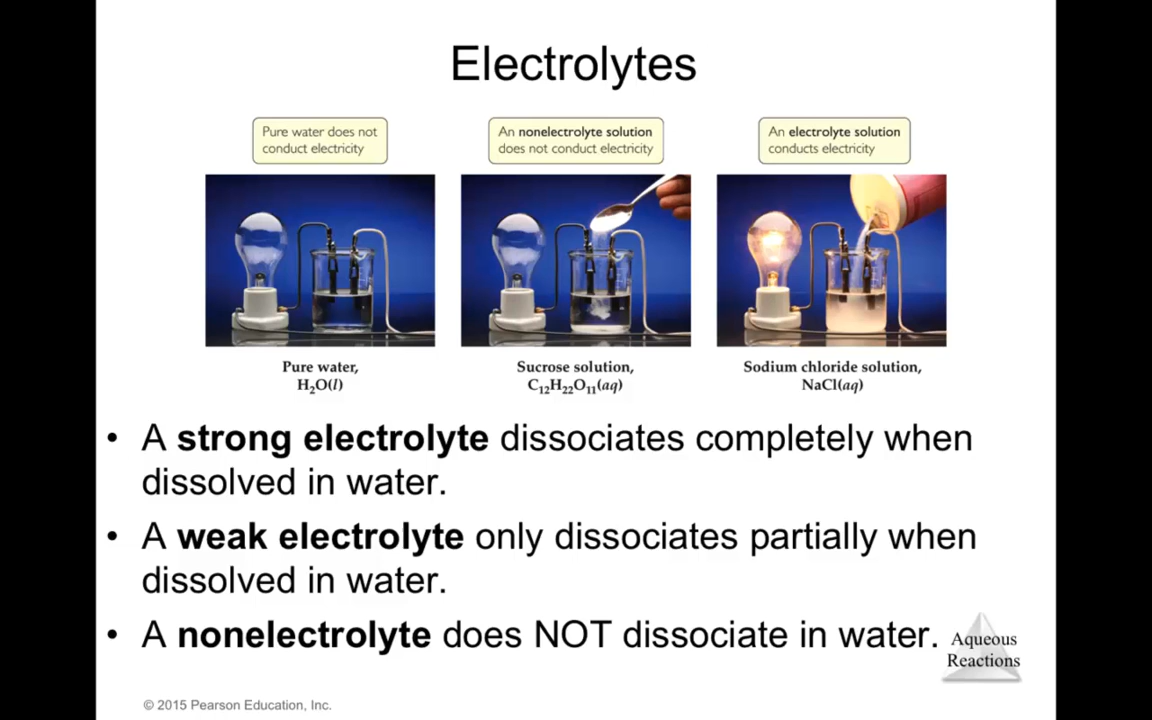 Electrolytes
Pure water does not
conduct electricity
An nonelectrolyte solution
does not conduct electricity
An electrolyte solution
conducts electricity
Pure water,
H₂O(l)
Sucrose solution,
C₁₂H₂₂O₁₁(aq)
Sodium chloride solution,
NaCl(aq)
• A strong electrolyte dissociates completely when
dissolved in water.
• A weak electrolyte only dissociates partially when
dissolved in water.
• A nonelectrolyte does NOT dissociate in water.
Aqueous
Reactions
© 2015 Pearson Education, Inc.